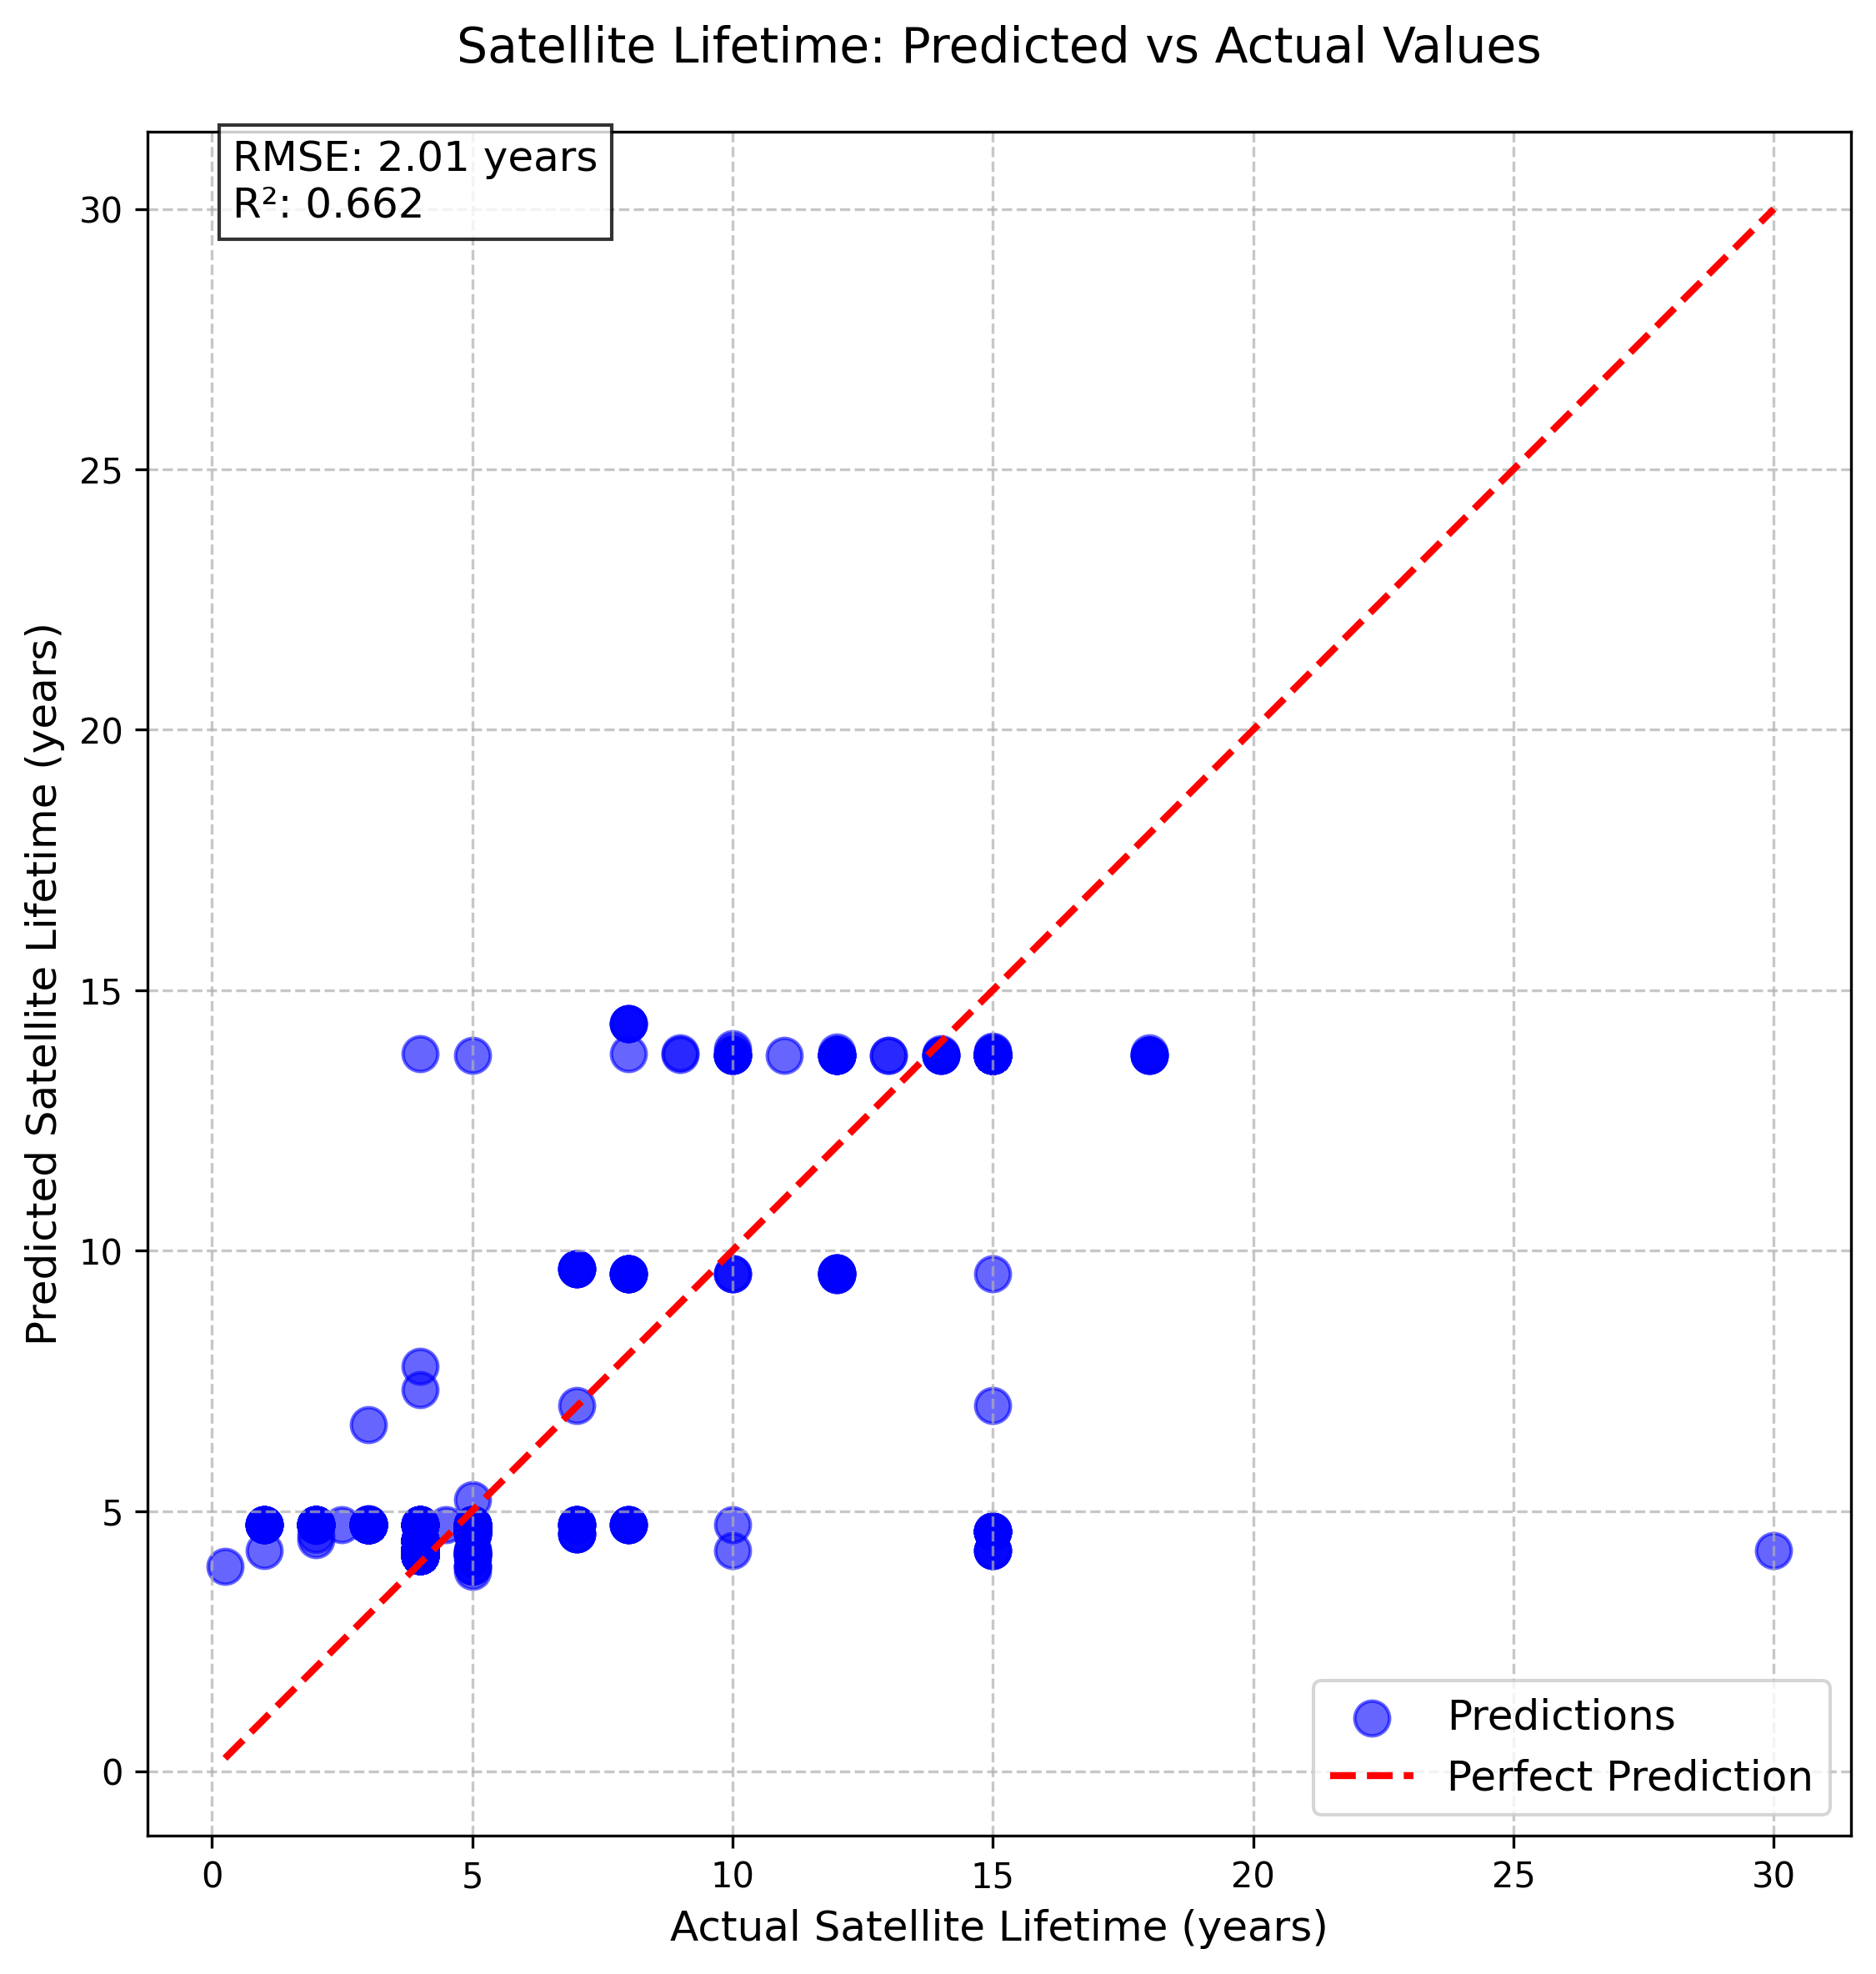 Satellite Lifetime: Predicted vs Actual Values
RMSE: 2.01 years
R²: 0.662
30
25
20
15
10
5
0
Predicted Satellite Lifetime (years)
Predictions
Perfect Prediction
0 5 10 15 20 25 30
Actual Satellite Lifetime (years)